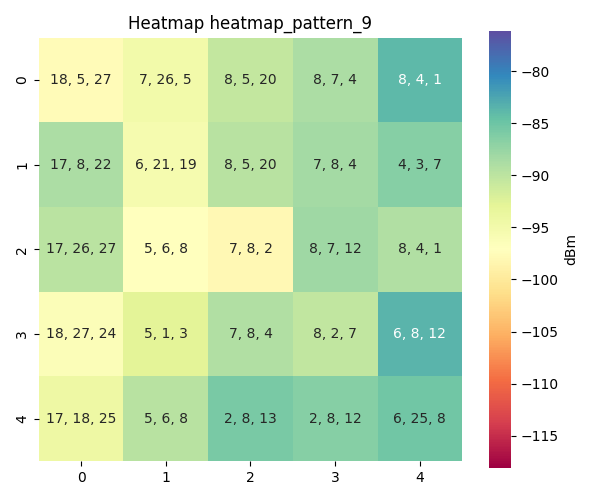 Heatmap heatmap_pattern_9
0 18, 5, 27 7, 26, 5 8, 5, 20 8, 7, 4 8, 4, 1
1 17, 8, 22 6, 21, 19 8, 5, 20 7, 8, 4 4, 3, 7
2 17, 26, 27 5, 6, 8 7, 8, 2 8, 7, 12 8, 4, 1
3 18, 27, 24 5, 1, 3 7, 8, 4 8, 2, 7 6, 8, 12
4 17, 18, 25 5, 6, 8 2, 8, 13 2, 8, 12 6, 25, 8
0 1 2 3 4
−80
−85
−90
−95
−100
−105
−110
−115
dBm